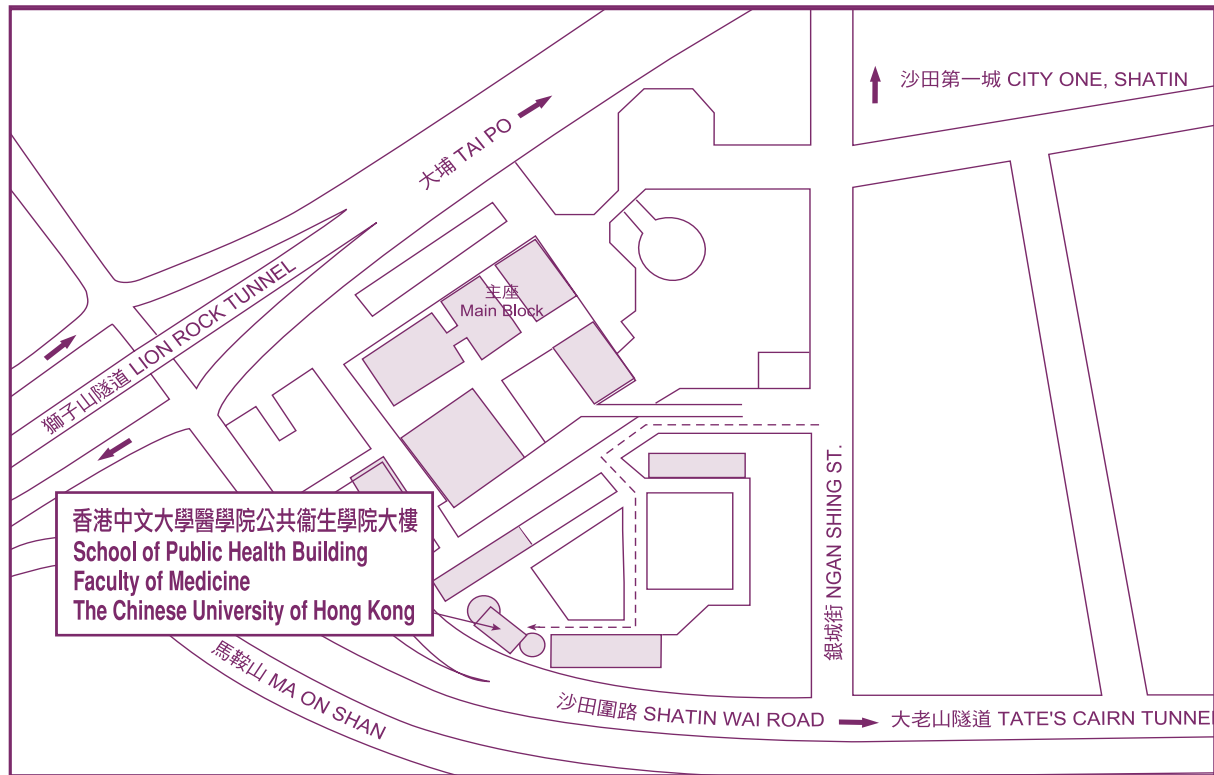 沙田第一城 CITY ONE, SHATIN
大埔 TAI PO
主座
Main Block
獅子山隧道 LION ROCK TUNNEL
香港中文大學醫學院公共衞生學院大樓
School of Public Health Building
Faculty of Medicine
The Chinese University of Hong Kong
銀城街 NGAN SHING ST.
馬鞍山 MA ON SHAN
沙田圍路 SHATIN WAI ROAD
大老山隧道 TATE'S CAIRN TUNNEL